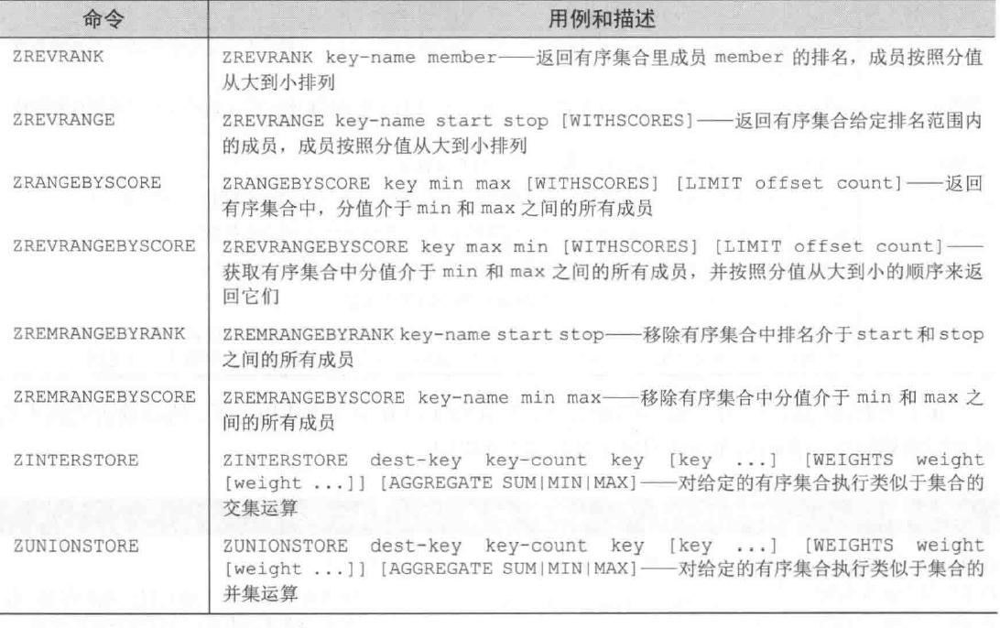 命令 用例和描述
ZREVRANK ZREVRANK key-name member——返回有序集合里成员 member 的排名，成员按照分值
从大到小排列
ZREVRANGE ZREVRANGE key-name start stop [WITHSCORES]——返回有序集合给定排名范围内
的成员，成员按照分值从大到小排列
ZRANGEBYSCORE ZRANGEBYSCORE key min max [WITHSCORES] [LIMIT offset count]——返回
有序集合中，分值介于 min 和 max 之间的所有成员
ZREVRANGEBYSCORE ZREVRANGEBYSCORE key max min [WITHSCORES] [LIMIT offset count]——
获取有序集合中分值介于 min 和 max 之间的所有成员，并按照分值从大到小的顺序来返
回它们
ZREMRANGEBYRANK ZREMRANGEBYRANK key-name start stop——移除有序集合中排名介于 start 和 stop
之间的所有成员
ZREMRANGEBYSCORE ZREMRANGEBYSCORE key-name min max——移除有序集合中分值介于 min 和 max 之
间的所有成员
ZINTERSTORE ZINTERSTORE dest-key key-count key [key ...] [WEIGHTS weight
[weight ...]] [AGGREGATE SUM|MIN|MAX]——对给定的有序集合执行类似于集合的
交集运算
ZUNIONSTORE ZUNIONSTORE dest-key key-count key [key ...] [WEIGHTS weight
[weight ...]] [AGGREGATE SUM|MIN|MAX]——对给定的有序集合执行类似于集合的
并集运算